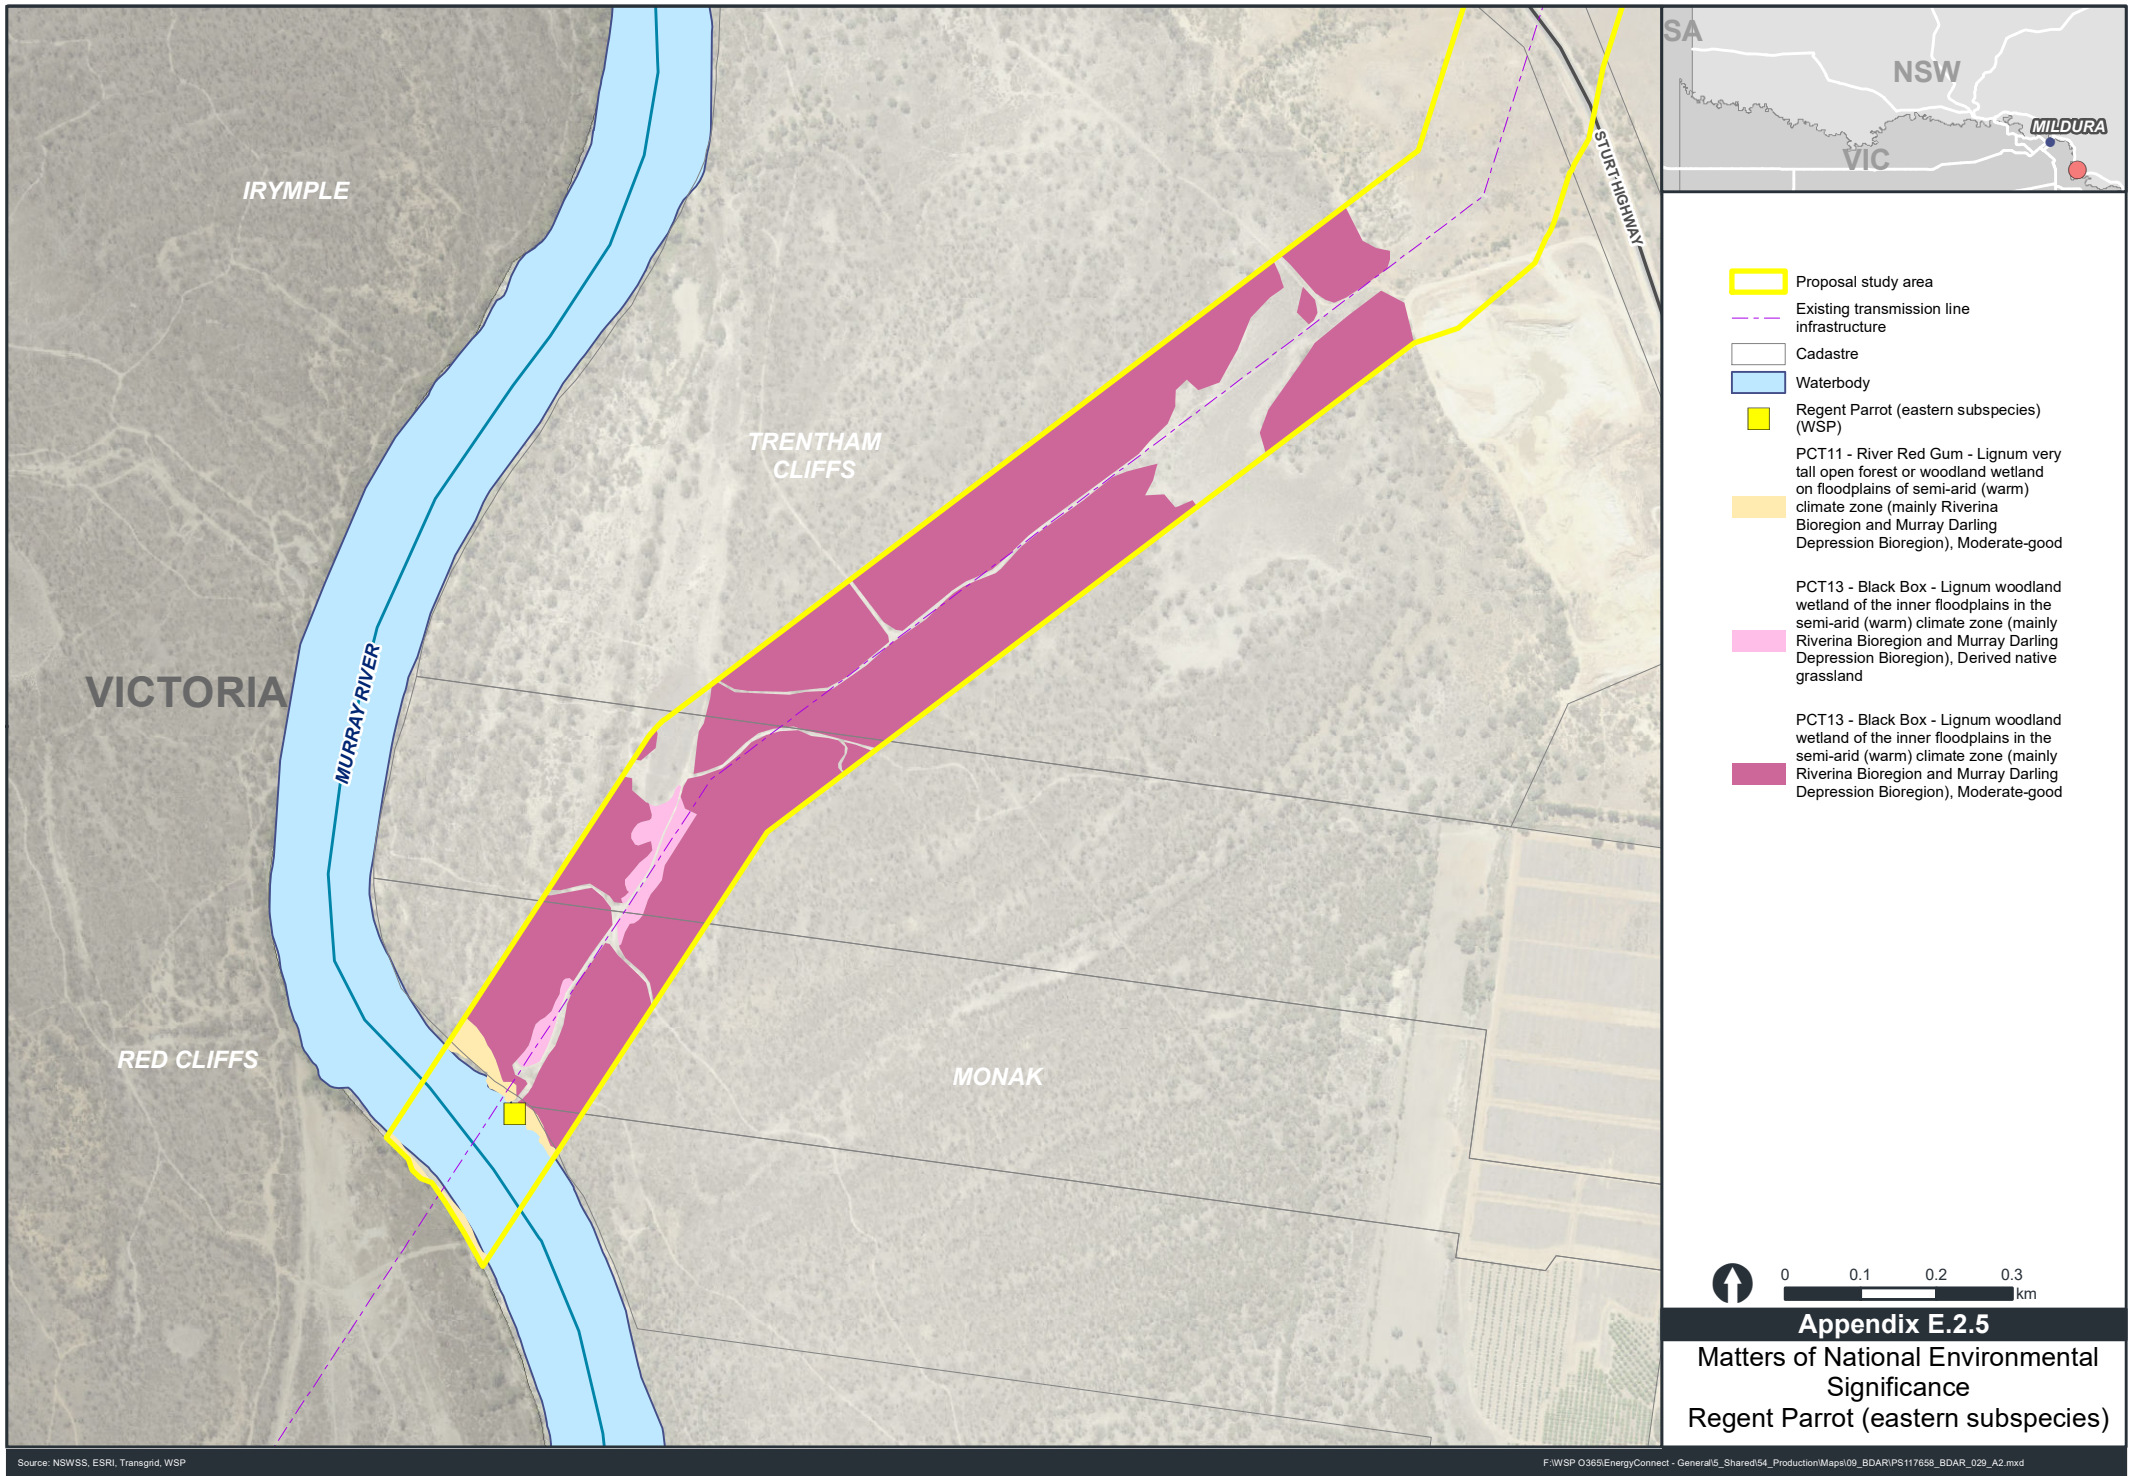 IRYMPLE
TRENTHAM
CLIFFS
STURT HIGHWAY
VICTORIA
MURRAY RIVER
RED CLIFFS
MONAK
SA
NSW
MILDURA
VIC
Proposal study area
Existing transmission line
infrastructure
Cadastre
Waterbody
Regent Parrot (eastern subspecies)
(WSP)
PCT11 - River Red Gum - Lignum very
tall open forest or woodland wetland
on floodplains of semi-arid (warm)
climate zone (mainly Riverina
Bioregion and Murray Darling
Depression Bioregion), Moderate-good
PCT13 - Black Box - Lignum woodland
wetland of the inner floodplains in the
semi-arid (warm) climate zone (mainly
Riverina Bioregion and Murray Darling
Depression Bioregion), Derived native
grassland
PCT13 - Black Box - Lignum woodland
wetland of the inner floodplains in the
semi-arid (warm) climate zone (mainly
Riverina Bioregion and Murray Darling
Depression Bioregion), Moderate-good
0 0.1 0.2 0.3
km
Appendix E.2.5
Matters of National Environmental
Significance
Regent Parrot (eastern subspecies)
Source: NSWSS, ESRI, Transgrid, WSP
F:\WSP O365\EnergyConnect - General\5_Shared\54_Production\Maps\09_BDAR\PS117658_BDAR_029_A2.mxd